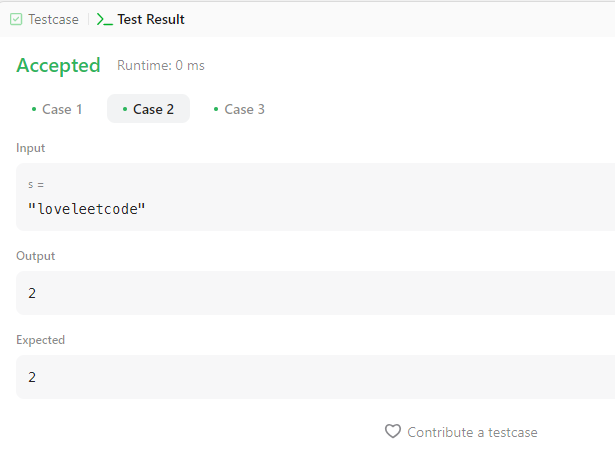 Testcase Test Result
Accepted Runtime: 0 ms
Case 1 Case 2 Case 3
Input
s =
"loveleetcode"
Output
2
Expected
2
Contribute a testcase